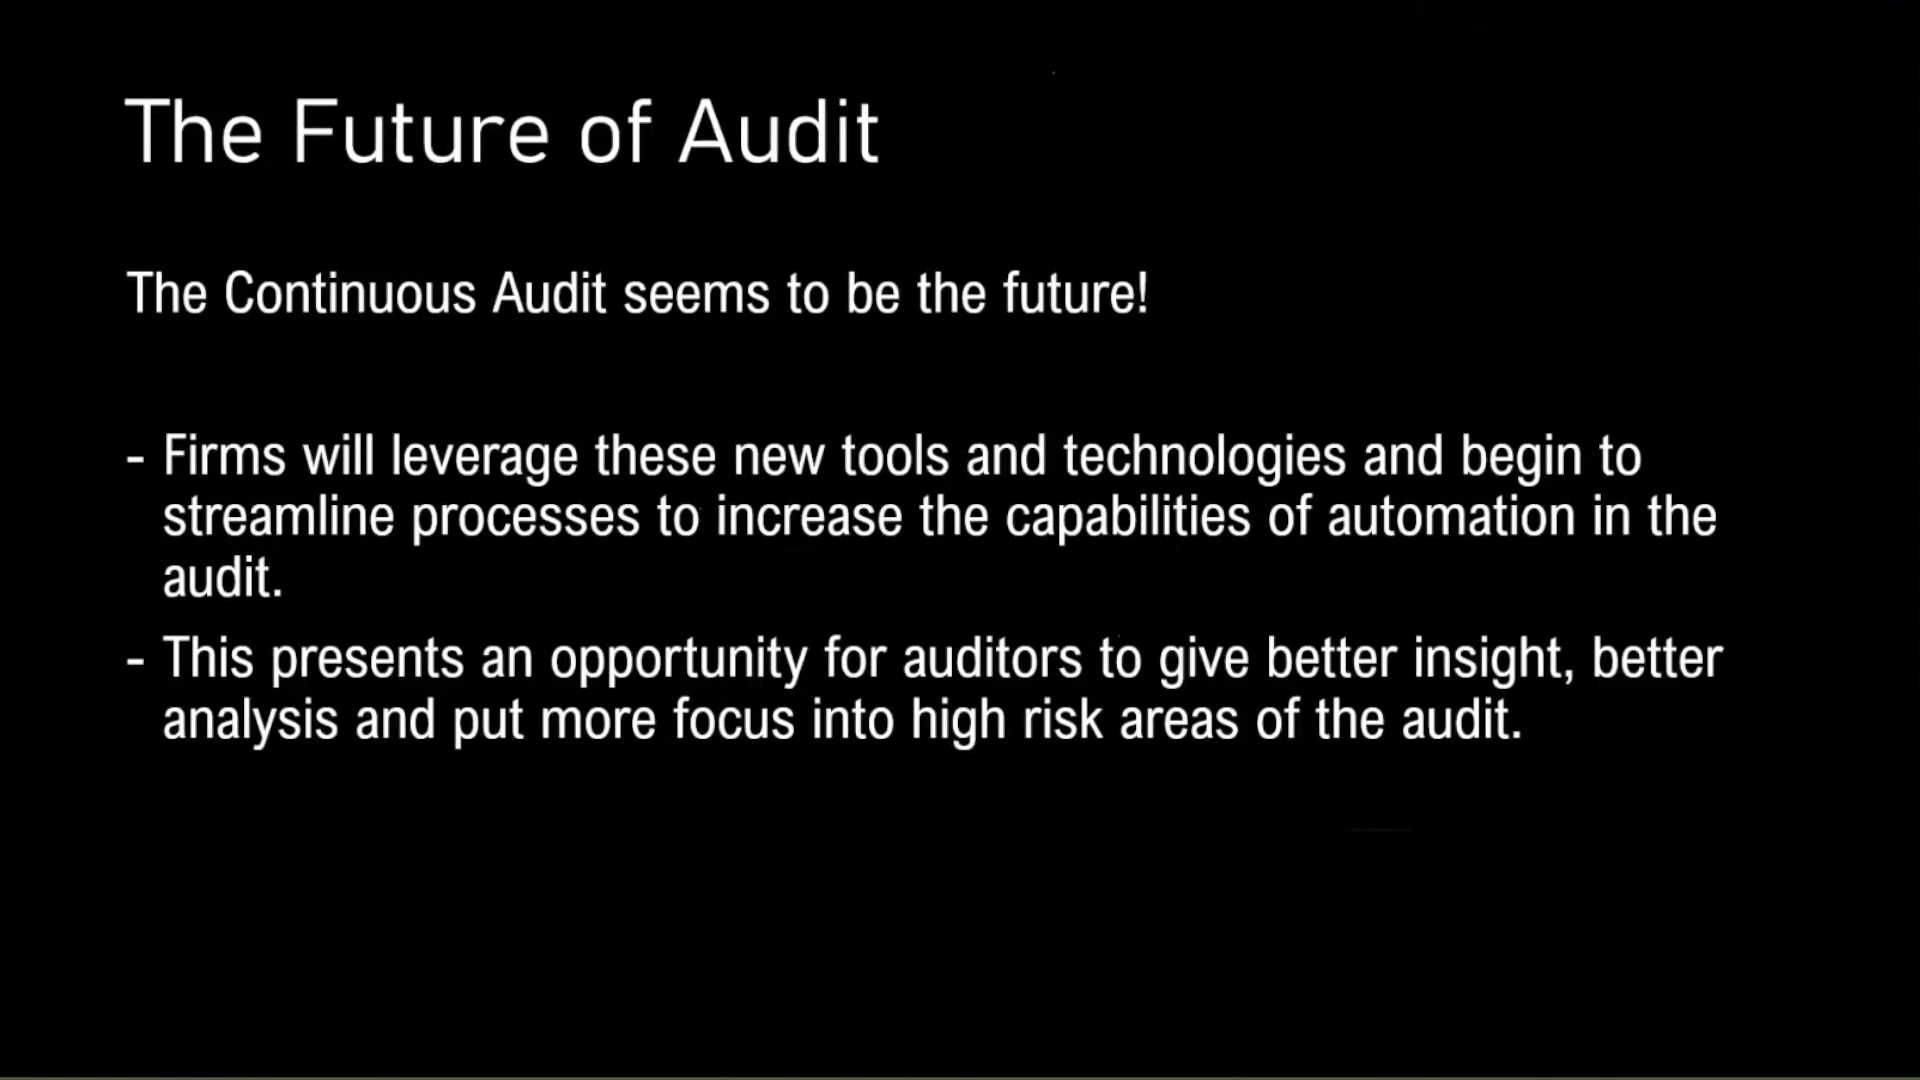 The Future of Audit
The Continuous Audit seems to be the future!
- Firms will leverage these new tools and technologies and begin to
streamline processes to increase the capabilities of automation in the
audit.
- This presents an opportunity for auditors to give better insight, better
analysis and put more focus into high risk areas of the audit.